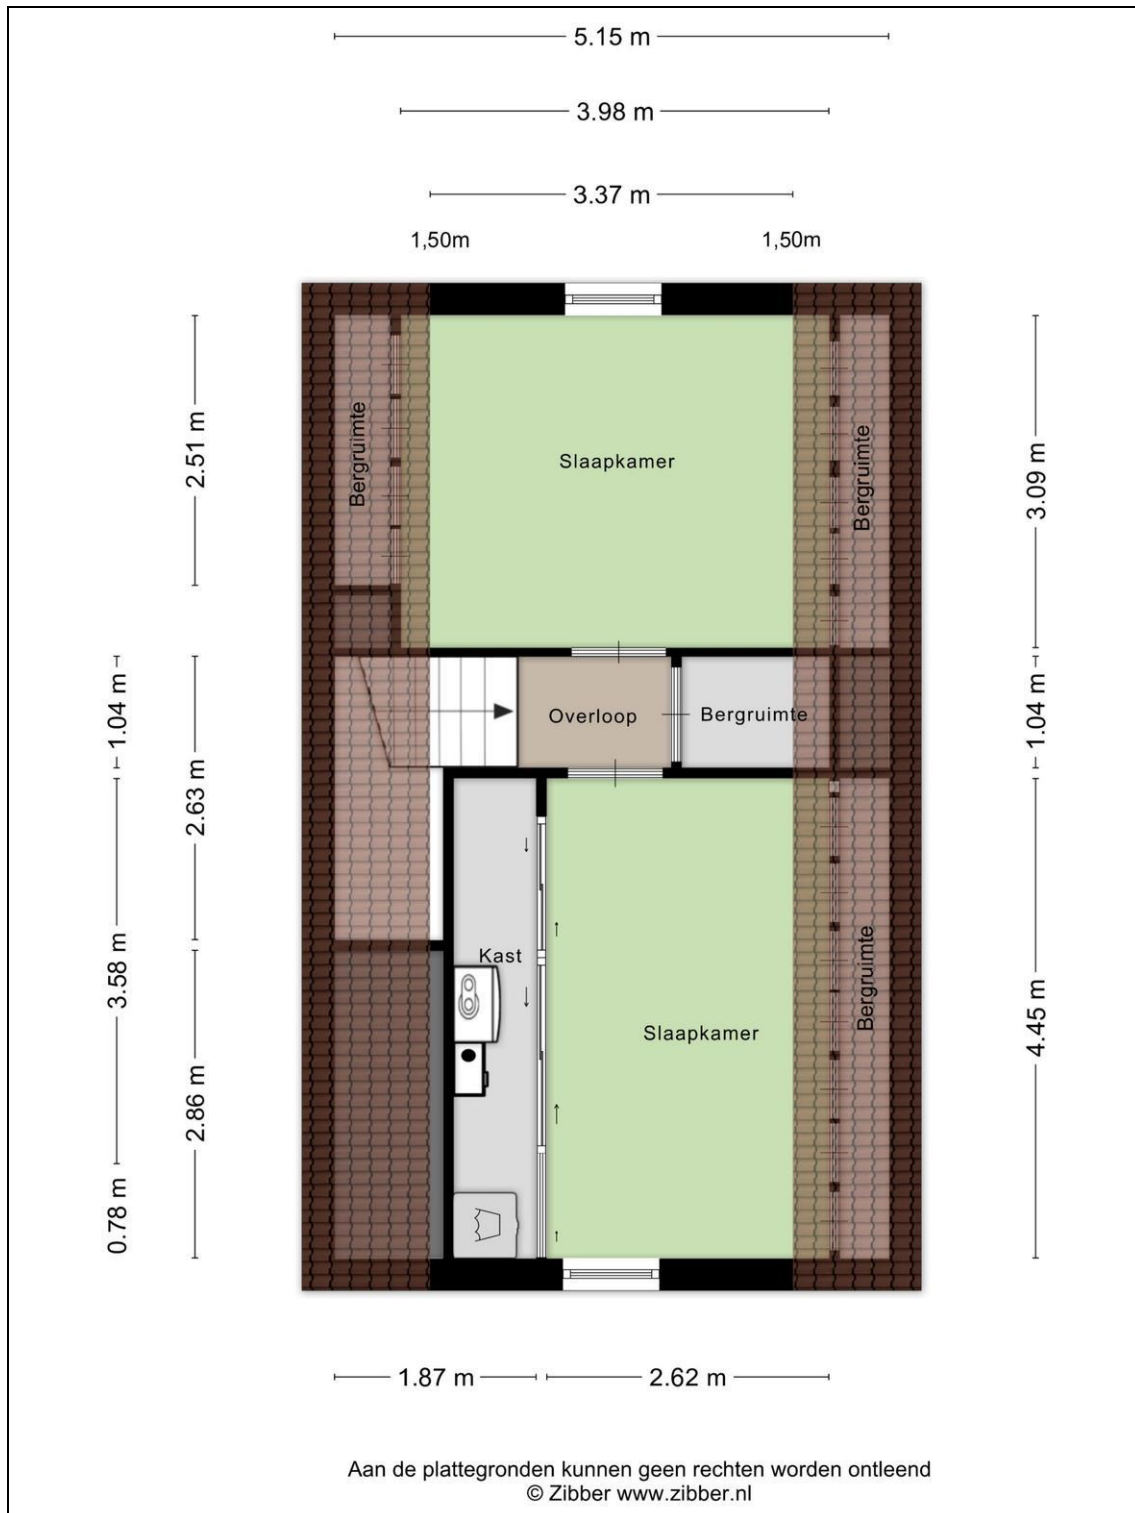 5.15 m
3.98 m
3.37 m
1,50m 1,50m
2.51 m
Bergruimte
Slaapkamer
Bergruimte
3.09 m
1.04 m
Overloop
Bergruimte
1.04 m
2.63 m
3.58 m
Kast
Slaapkamer
Bergruimte
4.45 m
2.86 m
0.78 m
1.87 m 2.62 m
Aan de plattegronden kunnen geen rechten worden ontleend
© Zibber www.zibber.nl